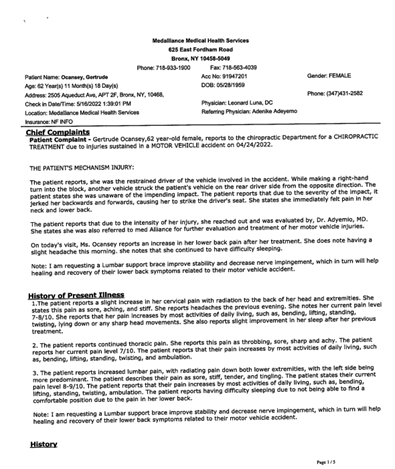 Medalliance Medical Health Services
625 East Fordham Road
Bronx, NY 10458-5049
Phone: 718-933-1900 Fax: 718-563-4039
Patient Name: Ocansey, Gertrude Acc No: 91947201 Gender: FEMALE
Age: 62 Year(s) 11 Month(s) 18 Day(s) DOB: 05/28/1959
Address: 2505 Aqueduct Ave, APT 2F, Bronx, NY, 10468, Phone: (347)431-2582
Check in Date/Time: 5/16/2022 1:39:01 PM Physician: Leonard Luna, DC
Location: Medalliance Medical Health Services Referring Physician: Adenike Adeyemo
Insurance: NF INFO
Chief Complaints
Patient Complaint - Gertrude Ocansey,62 year-old female, reports to the chiropractic Department for a CHIROPRACTIC
TREATMENT due to injuries sustained in a MOTOR VEHICLE accident on 04/24/2022.
THE PATIENT'S MECHANISM INJURY:
The patient reports, she was the restrained driver of the vehicle involved in the accident. While making a right-hand
turn into the block, another vehicle struck the patient's vehicle on the rear driver side from the opposite direction. The
patient states she was unaware of the impending impact. The patient reports that due to the severity of the impact, it
jerked her backwards and forwards, causing her to strike the driver's seat. She states she immediately felt pain in her
neck and lower back.
The patient reports that due to the intensity of her injury, she reached out and was evaluated by, Dr. Adyemio, MD.
She states she was also referred to Med Alliance for further evaluation and treatment of her motor vehicle injuries.
On today's visit, Ms. Ocansey reports an increase in her lower back pain after her treatment. She does note having a
slight headache this morning. she notes that she continued to have difficulty sleeping.
Note: I am requesting a Lumbar support brace improve stability and decrease nerve impingement, which in turn will help
healing and recovery of their lower back symptoms related to their motor vehicle accident.
History of Present Illness
1.The patient reports a slight increase in her cervical pain with radiation to the back of her head and extremities. She
states this pain as sore, aching, and stiff. She reports headaches the previous evening. She notes her current pain level
7-8/10. She reports that her pain increases by most activities of daily living, such as, bending, lifting, standing,
twisting, lying down or any sharp head movements. She also reports slight improvement in her sleep after her previous
treatment.
2. The patient reports continued thoracic pain. She reports this pain as throbbing, sore, sharp and achy. The patient
reports her current pain level 7/10. The patient reports that their pain increases by most activities of daily living, such
as, bending, lifting, standing, twisting, and ambulation.
3. The patient reports increased lumbar pain, with radiating pain down both lower extremities, with the left side being
more predominant. The patient describes their pain as sore, stiff, tender, and tingling. The patient states their current
pain level 8-9/10. The patient reports that their pain increases by most activities of daily living, such as, bending,
lifting, standing, twisting, ambulation. The patient reports having difficulty sleeping due to not being able to find a
comfortable position due to the pain in her lower back.
Note: I am requesting a Lumbar support brace improve stability and decrease nerve impingement, which in turn will help
healing and recovery of their lower back symptoms related to their motor vehicle accident.
History
Page 1 / 5